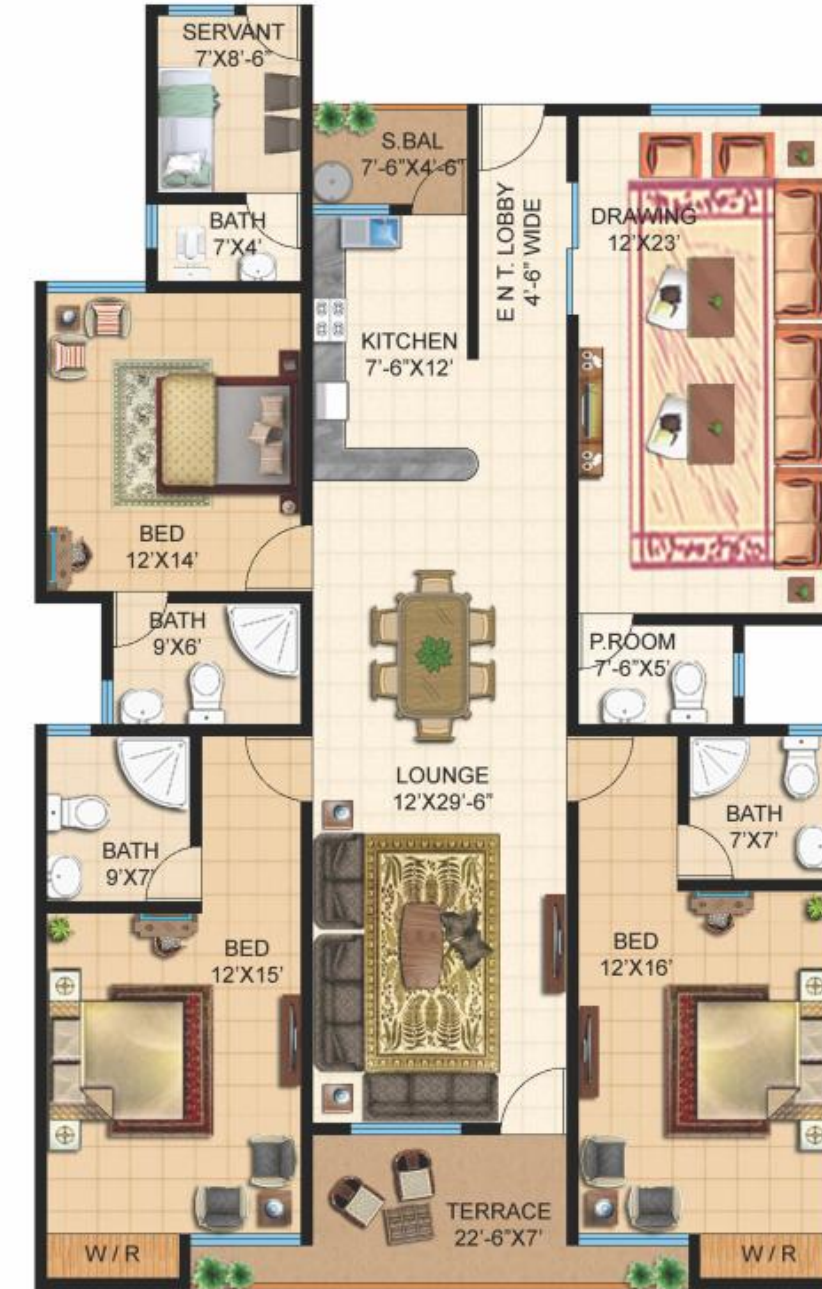 SERVANT
7'X8'-6"
S.BAL
7'-6"X4'-6"
BATH
7'X4'
ENT. LOBBY
4'-6" WIDE
DRAWING
12'X23'
KITCHEN
7'-6"X12'
BED
12'X14'
BATH
9'X6'
P.ROOM
7'-6"X5'
LOUNGE
12'X29'-6"
BATH
9'X7'
BATH
7'X7'
BED
12'X15'
BED
12'X16'
TERRACE
22'-6"X7'
W/R
W/R